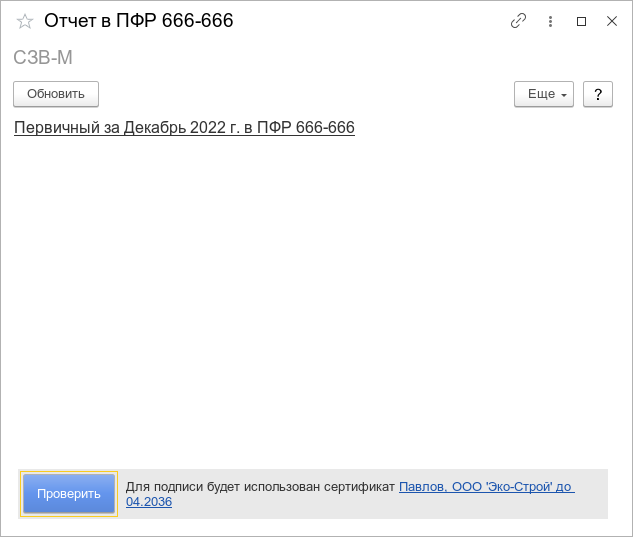 Отчет в ПФР 666-666
СЗВ-М
Обновить
Еще
?
Первичный за Декабрь 2022 г. в ПФР 666-666
Проверить
Для подписи будет использован сертификат Павлов, ООО 'Эко-Строй' до
04.2036